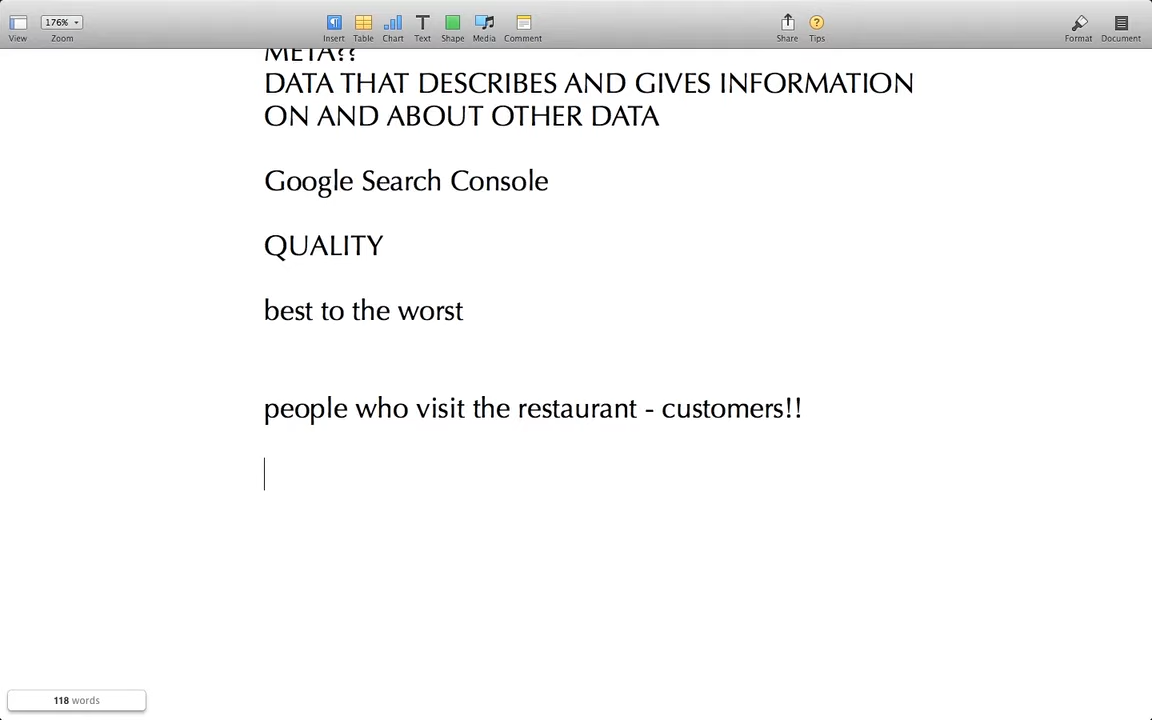 176%
View
Zoom
Insert
Table
Chart
Text
Shape
Media
Comment
Share
Tips
Format
Document
META??
DATA THAT DESCRIBES AND GIVES INFORMATION
ON AND ABOUT OTHER DATA
Google Search Console
QUALITY
best to the worst
people who visit the restaurant - customers!!
118 words